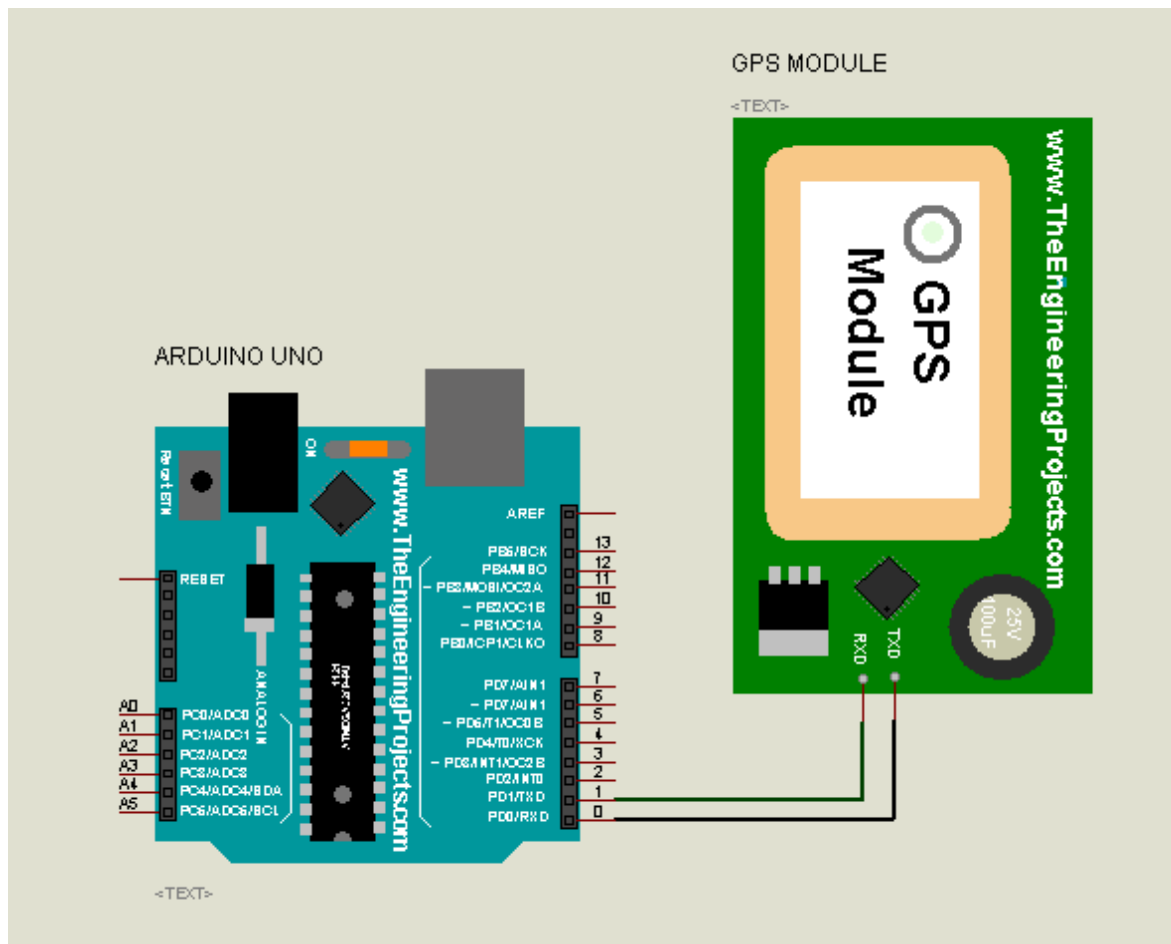 GPS MODULE
<TEXT>
www.TheEngineeringProjects.com
GPS
Module
25V
100uF
RXD
TXD
ARDUINO UNO
Reset BTN
ON
www.TheEngineeringProjects.com
ANALOG IN
RESET
AREF
PB5/SCK
13
PB4/MISO
12
~ PB3/MOSI/OC2A
11
~ PB2/OC1B
10
~ PB1/OC1A
9
PB0/ICP1/CLKO
8
PD7/AIN1
7
~ PD7/AIN1
6
~ PD5/T1/OC0B
5
PD4/T0/XCK
4
~ PD3/INT1/OC2B
3
PD2/INT0
2
PD1/TXD
1
PD0/RXD
0
A0
PC0/ADC0
A1
PC1/ADC1
A2
PC2/ADC2
A3
PC3/ADC3
A4
PC4/ADC4/SDA
A5
PC5/ADC5/SCL
1121
<TEXT>